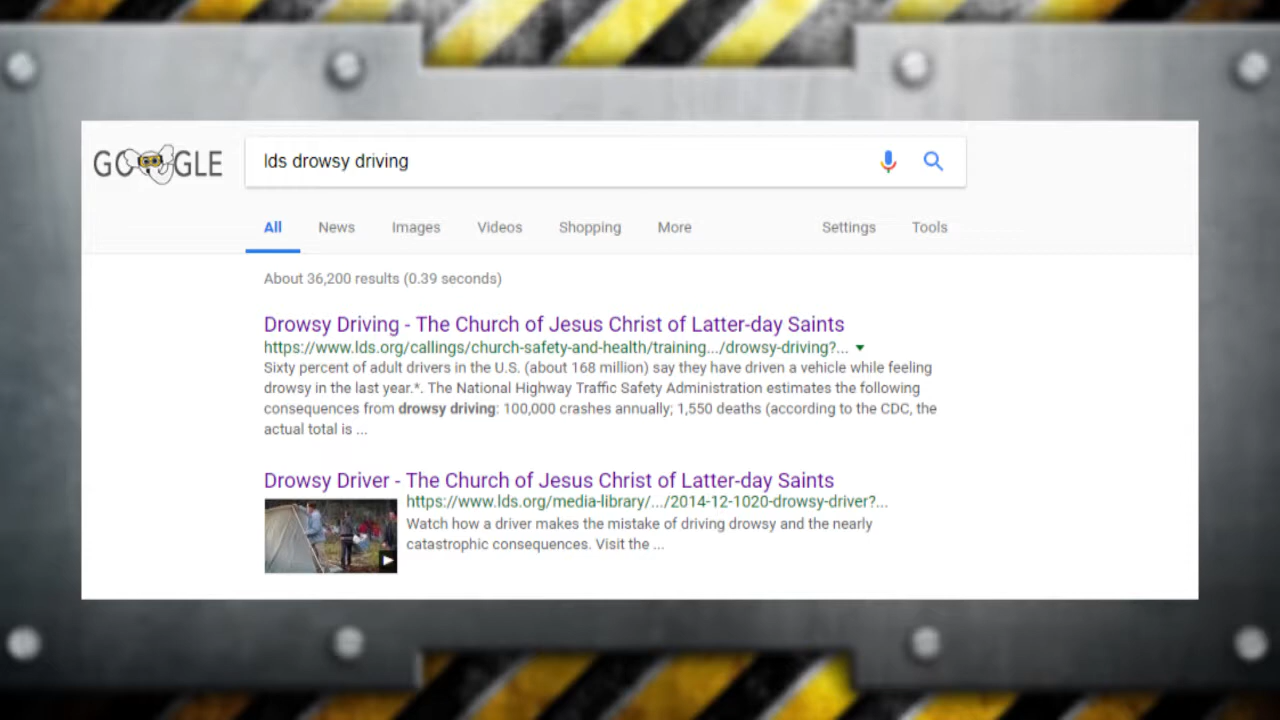 GOOGLE
lds drowsy driving
All News Images Videos Shopping More Settings Tools
About 36,200 results (0.39 seconds)
Drowsy Driving - The Church of Jesus Christ of Latter-day Saints
https://www.lds.org/callings/church-safety-and-health/training.../drowsy-driving?...
Sixty percent of adult drivers in the U.S. (about 168 million) say they have driven a vehicle while feeling
drowsy in the last year.*. The National Highway Traffic Safety Administration estimates the following
consequences from drowsy driving: 100,000 crashes annually; 1,550 deaths (according to the CDC, the
actual total is ...
Drowsy Driver - The Church of Jesus Christ of Latter-day Saints
https://www.lds.org/media-library/.../2014-12-1020-drowsy-driver?...
Watch how a driver makes the mistake of driving drowsy and the nearly
catastrophic consequences. Visit the ...